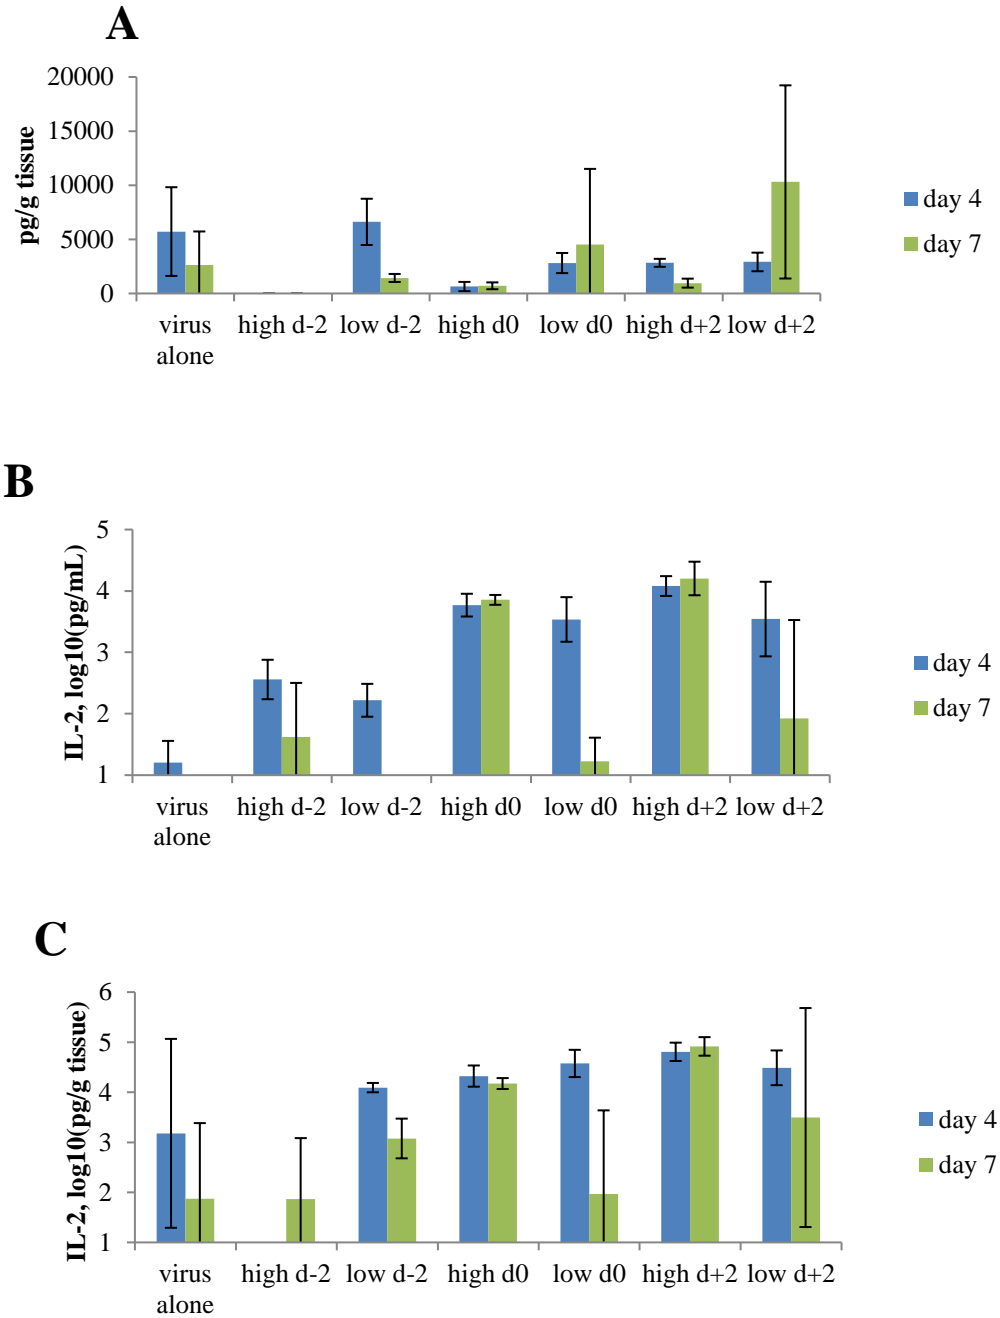 A
20000
15000
10000
5000
0
pg/g tissue
virus alone
high d-2
low d-2
high d0
low d0
high d+2
low d+2
day 4
day 7
B
5
4
3
2
1
IL-2, log10(pg/mL)
virus alone
high d-2
low d-2
high d0
low d0
high d+2
low d+2
day 4
day 7
C
6
5
4
3
2
1
IL-2, log10(pg/g tissue)
virus alone
high d-2
low d-2
high d0
low d0
high d+2
low d+2
day 4
day 7